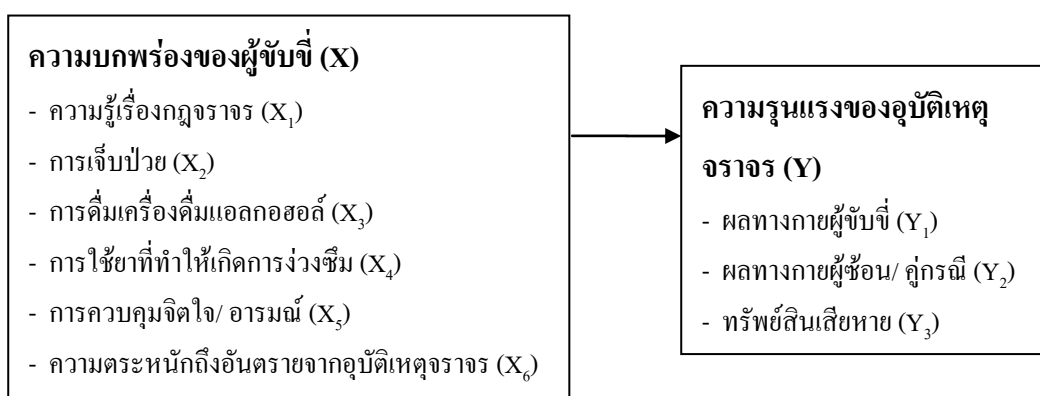 ความบกพร่องของผู้ขับขี่ (X)
- ความรู้เรื่องกฎจราจร (X₁)
- การเจ็บป่วย (X₂)
- การดื่มเครื่องดื่มแอลกอฮอล์ (X₃)
- การใช้ยาที่ทำให้เกิดการง่วงซึม (X₄)
- การควบคุมจิตใจ/ อารมณ์ (X₅)
- ความตระหนักถึงอันตรายจากอุบัติเหตุจราจร (X₆)
ความรุนแรงของอุบัติเหตุ
จราจร (Y)
- ผลทางกายผู้ขับขี่ (Y₁)
- ผลทางกายผู้ซ้อน/ คู่กรณี (Y₂)
- ทรัพย์สินเสียหาย (Y₃)